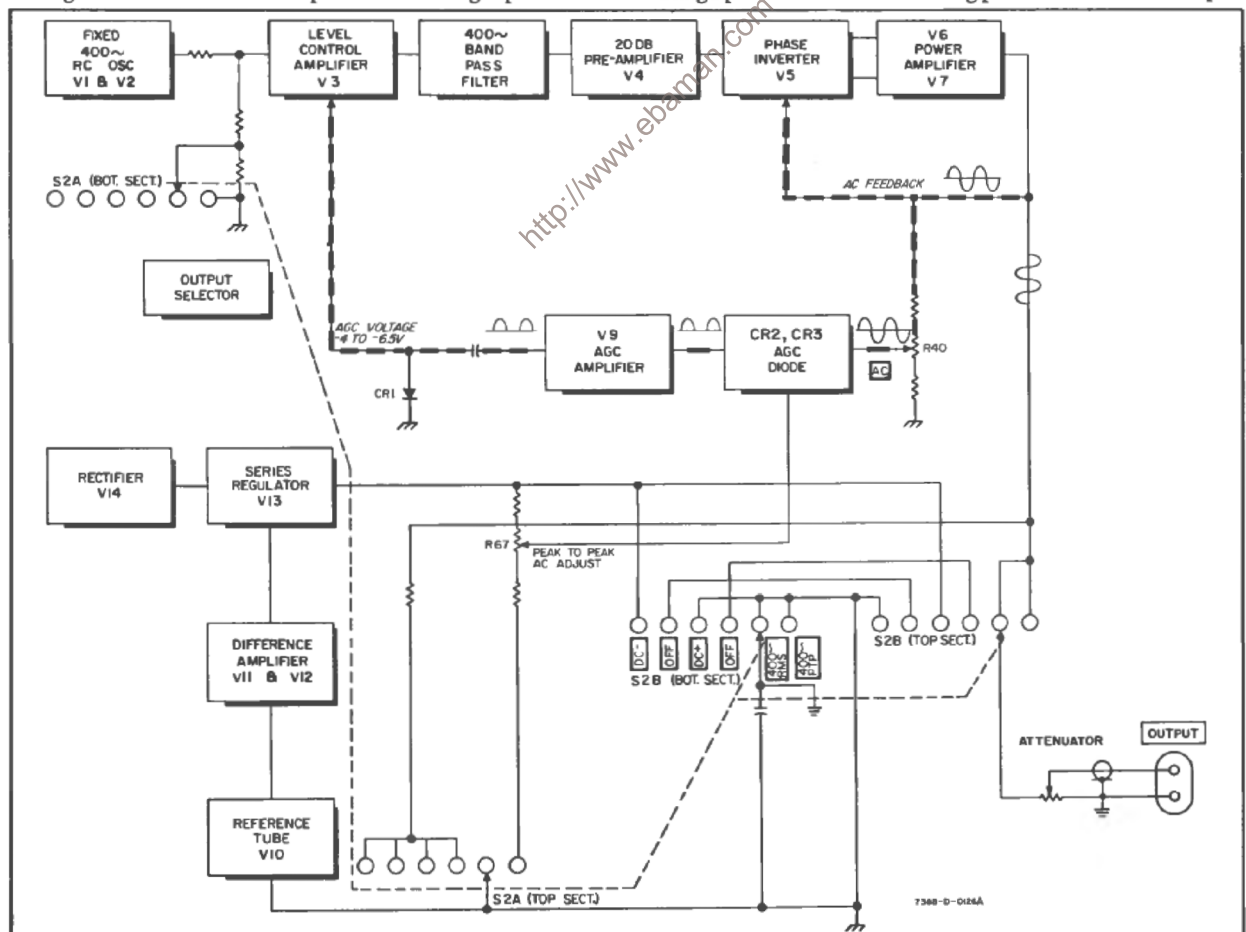 FIXED
400~
RC OSC
V1 & V2
LEVEL
CONTROL
AMPLIFIER
V3
400~
BAND
PASS
FILTER
20 DB
PRE-AMPLIFIER
V4
PHASE
INVERTER
V5
V6
POWER
AMPLIFIER
V7
http://www.ebaman.com
S2A (BOT. SECT.)
AC FEEDBACK
OUTPUT
SELECTOR
AGC VOLTAGE
-4 TO -6.5V
CR1
V9
AGC
AMPLIFIER
CR2, CR3
AGC
DIODE
AC
R40
RECTIFIER
V14
SERIES
REGULATOR
V13
R67
PEAK TO PEAK
AC ADJUST
DC-
OFF
DC+
OFF
400~
RMS
400~
PTP
S2B (BOT. SECT.)
S2B (TOP SECT.)
DIFFERENCE
AMPLIFIER
V11 & V12
ATTENUATOR
OUTPUT
REFERENCE
TUBE
V10
S2A (TOP SECT.)
7388-D-0126A